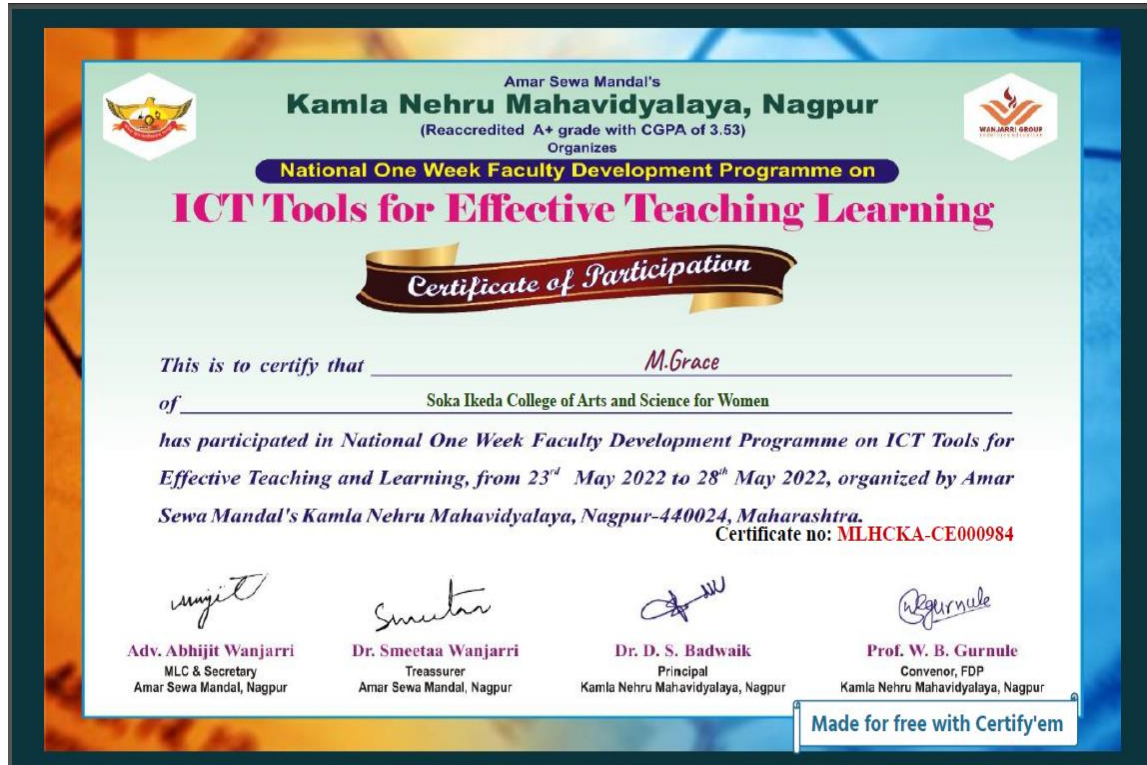 Amar Sewa Mandal's
Kamla Nehru Mahavidyalaya, Nagpur
(Reaccredited A+ grade with CGPA of 3.53)
Organizes
National One Week Faculty Development Programme on
ICT Tools for Effective Teaching Learning
Certificate of Participation
WANJARRI GROUP
This is to certify that M.Grace
of Soka Ikeda College of Arts and Science for Women
has participated in National One Week Faculty Development Programme on ICT Tools for
Effective Teaching and Learning, from 23rd May 2022 to 28th May 2022, organized by Amar
Sewa Mandal's Kamla Nehru Mahavidyalaya, Nagpur-440024, Maharashtra.
Certificate no: MLHCKA-CE000984
Adv. Abhijit Wanjarri Dr. Smeetaa Wanjarri Dr. D. S. Badwaik Prof. W. B. Gurnule
MLC & Secretary Treassurer Principal Convenor, FDP
Amar Sewa Mandal, Nagpur Amar Sewa Mandal, Nagpur Kamla Nehru Mahavidyalaya, Nagpur Kamla Nehru Mahavidyalaya, Nagpur
Made for free with Certify'em